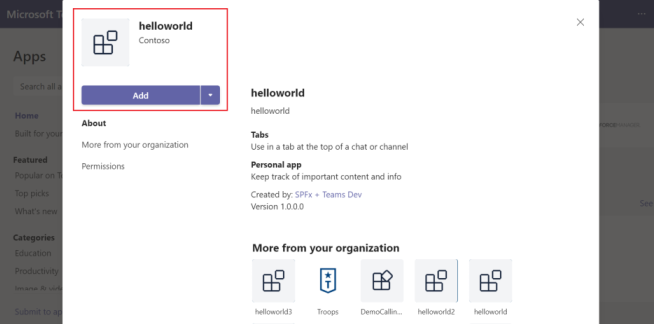 Microsoft T
Apps
Search all a
Home
Built for your
Featured
Popular on T
Top picks
What's new
Categories
Education
Productivity
Submit to ap
helloworld
Contoso
Add
About
More from your organization
Permissions
helloworld
helloworld
Tabs
Use in a tab at the top of a chat or channel
Personal app
Keep track of important content and info
Created by: SPFx + Teams Dev
Version 1.0.0.0
More from your organization
helloworld3
Troops
DemoCallin...
helloworld2
helloworld
See